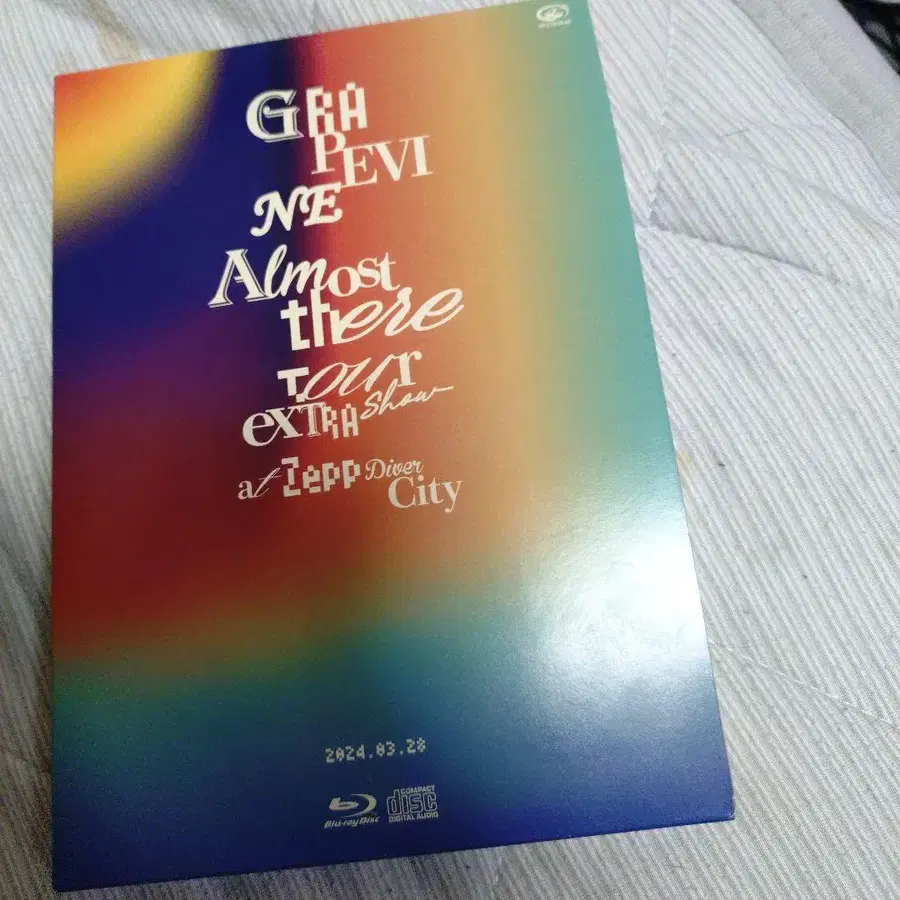 GRA
PEVI
NE
Almost
there
Tour
exTRA Show
at Zepp Diver
City
2024.03.28
Blu-ray Disc
COMPACT
disc
DIGITAL AUDIO